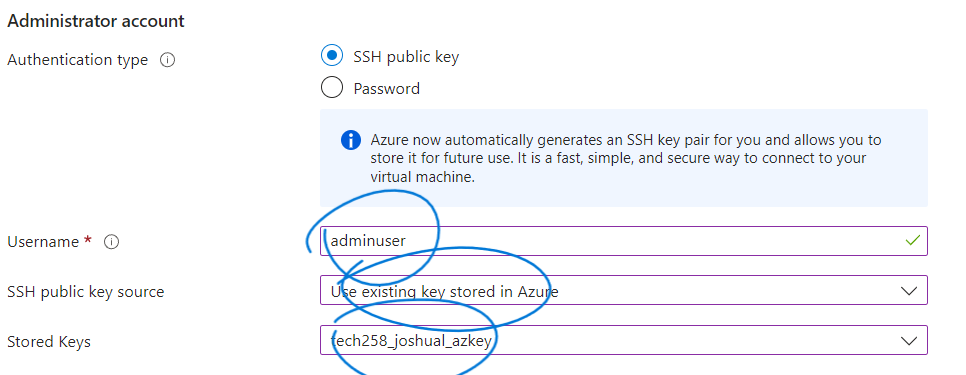 Administrator account
Authentication type
SSH public key
Password
Azure now automatically generates an SSH key pair for you and allows you to
store it for future use. It is a fast, simple, and secure way to connect to your
virtual machine.
Username *
adminuser
SSH public key source
Use existing key stored in Azure
Stored Keys
tech258_joshual_azkey